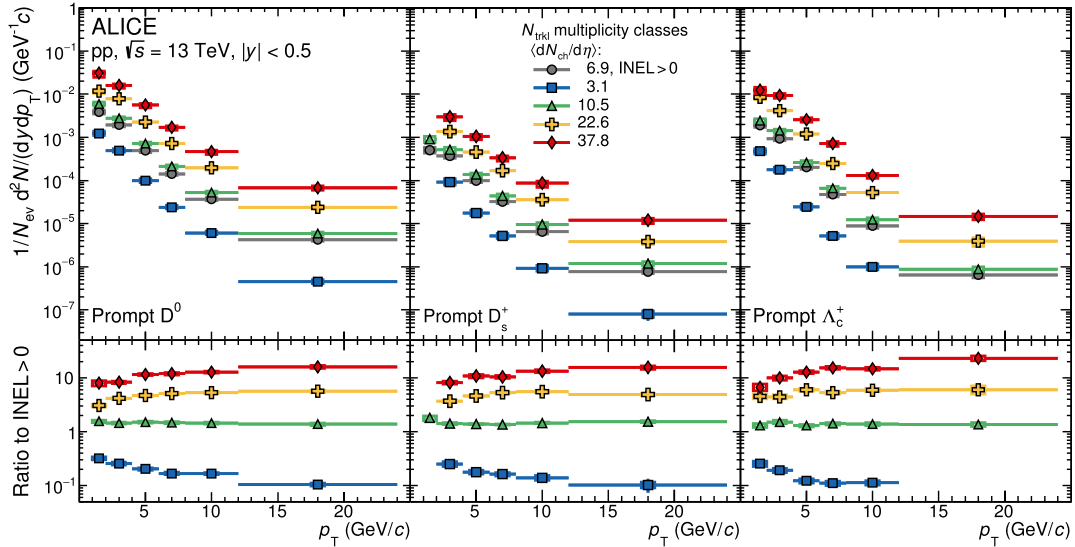 ALICE
pp, √s = 13 TeV, |y| < 0.5
N_trkl multiplicity classes
⟨dN_ch/dη⟩:
6.9, INEL > 0
3.1
10.5
22.6
37.8
1/N_ev d²N/(dydp_T) (GeV⁻¹c)
1
10⁻¹
10⁻²
10⁻³
10⁻⁴
10⁻⁵
10⁻⁶
10⁻⁷
Prompt D⁰
Prompt D_s⁺
Prompt Λ_c⁺
Ratio to INEL > 0
10
1
10⁻¹
5 10 15 20
5 10 15 20
5 10 15 20
p_T (GeV/c)
p_T (GeV/c)
p_T (GeV/c)